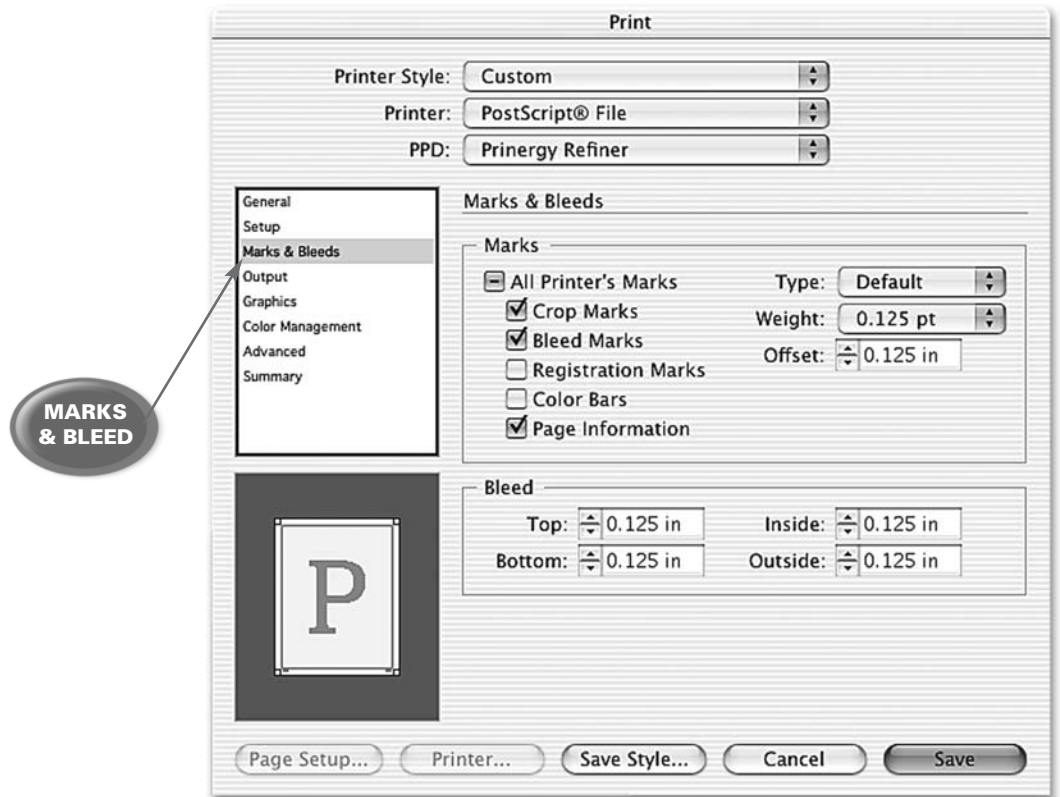 Print
Printer Style: Custom
Printer: PostScript® File
PPD: Prinergy Refiner
General
Setup
Marks & Bleeds
Output
Graphics
Color Management
Advanced
Summary
MARKS
& BLEED
Marks & Bleeds
Marks
All Printer's Marks
Crop Marks
Bleed Marks
Registration Marks
Color Bars
Page Information
Type: Default
Weight: 0.125 pt
Offset: 0.125 in
Bleed
Top: 0.125 in Inside: 0.125 in
Bottom: 0.125 in Outside: 0.125 in
P
Page Setup... Printer... Save Style... Cancel Save